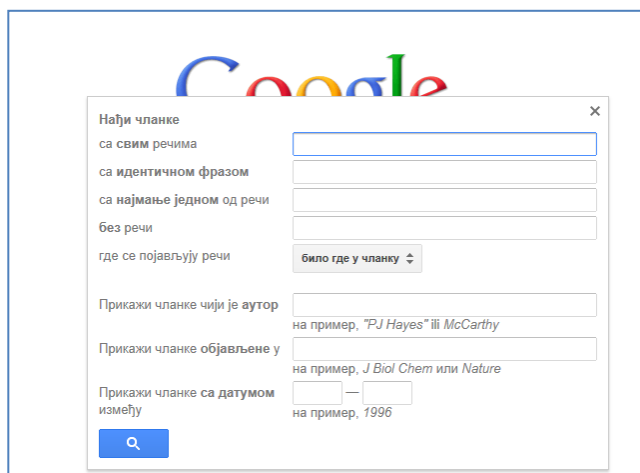 Google
Нађи чланке
са свим речима
са идентичном фразом
са најмање једном од речи
без речи
где се појављују речи
било где у чланку
Прикажи чланке чији је аутор
на пример, "PJ Hayes" ili McCarthy
Прикажи чланке објављене у
на пример, J Biol Chem или Nature
Прикажи чланке са датумом
између
—
на пример, 1996